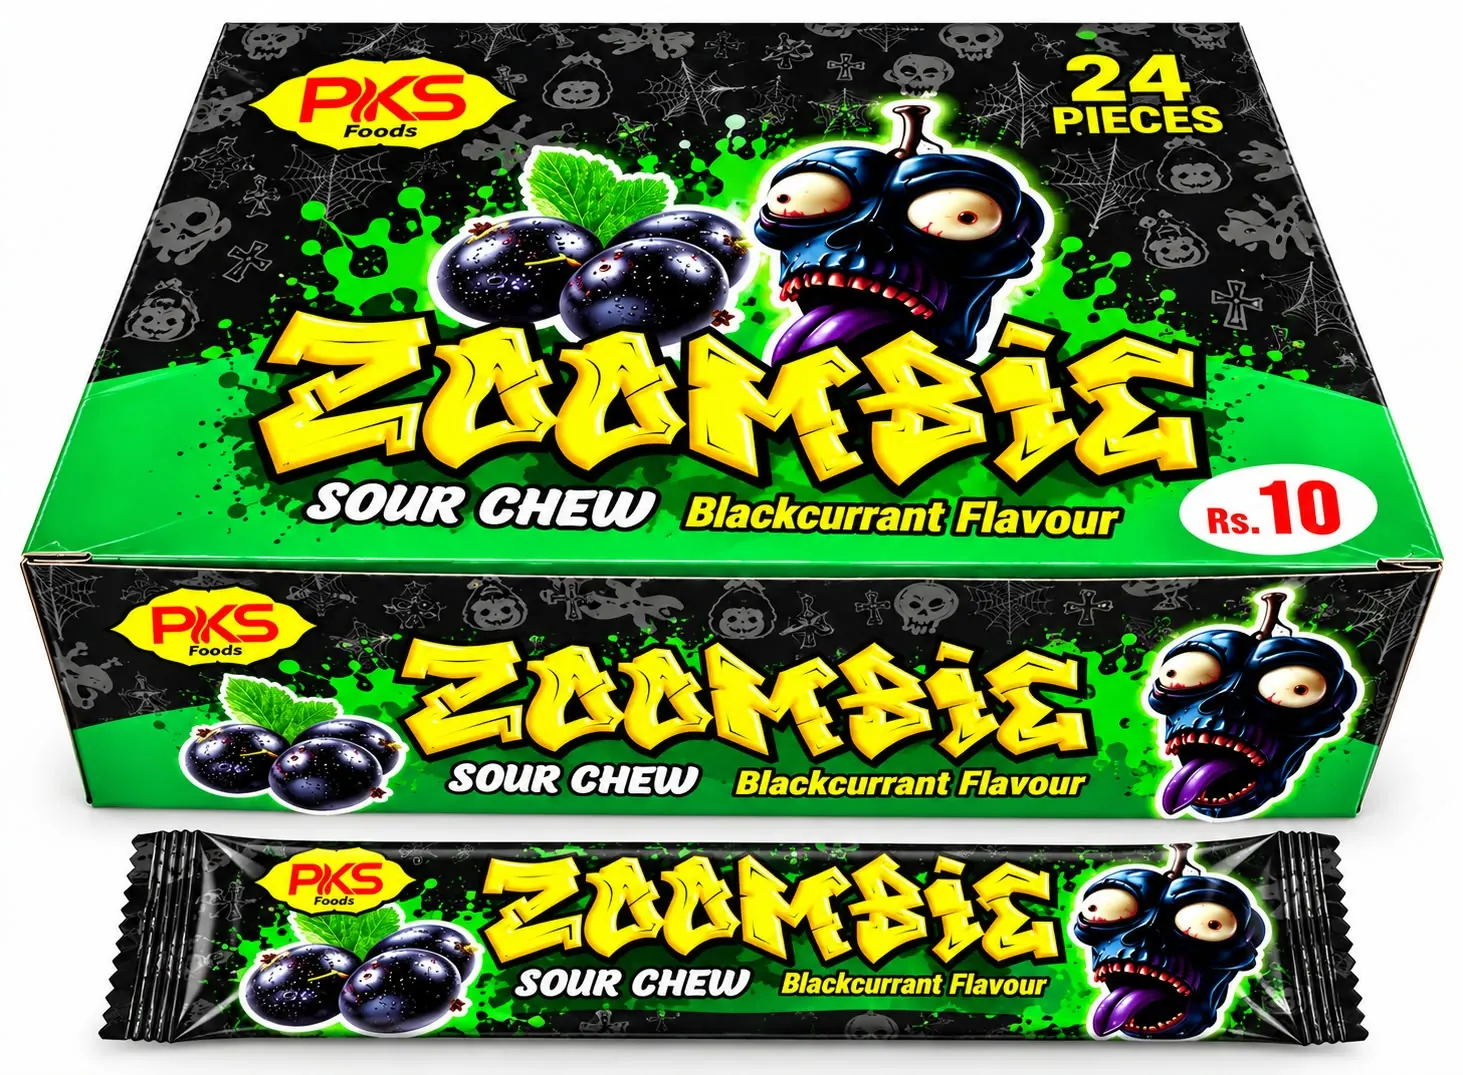 PKS
Foods
24
PIECES
ZOOMBIE
SOUR CHEW Blackcurrant Flavour
Rs.10
PKS
Foods
ZOOMBIE
SOUR CHEW Blackcurrant Flavour
PKS
Foods
ZOOMBIE
SOUR CHEW Blackcurrant Flavour